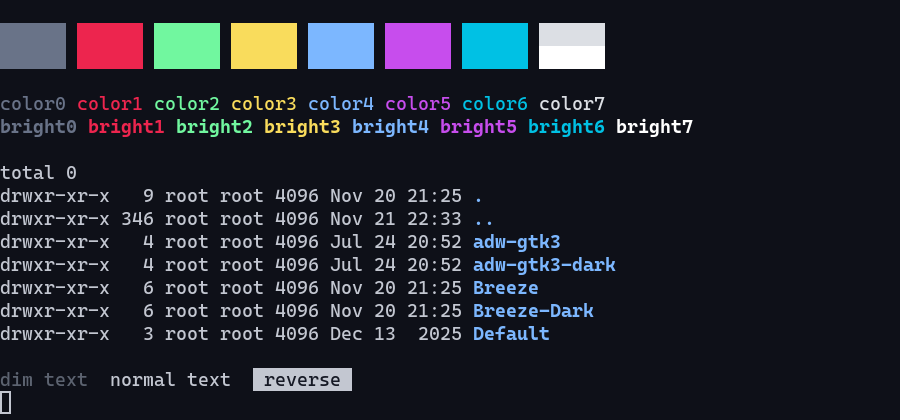 color0 color1 color2 color3 color4 color5 color6 color7
bright0 bright1 bright2 bright3 bright4 bright5 bright6 bright7
total 0
drwxr-xr-x   9 root root 4096 Nov 20 21:25 .
drwxr-xr-x 346 root root 4096 Nov 21 22:33 ..
drwxr-xr-x   4 root root 4096 Jul 24 20:52 adw-gtk3
drwxr-xr-x   4 root root 4096 Jul 24 20:52 adw-gtk3-dark
drwxr-xr-x   6 root root 4096 Nov 20 21:25 Breeze
drwxr-xr-x   6 root root 4096 Nov 20 21:25 Breeze-Dark
drwxr-xr-x   3 root root 4096 Dec 13  2025 Default
dim text  normal text   reverse